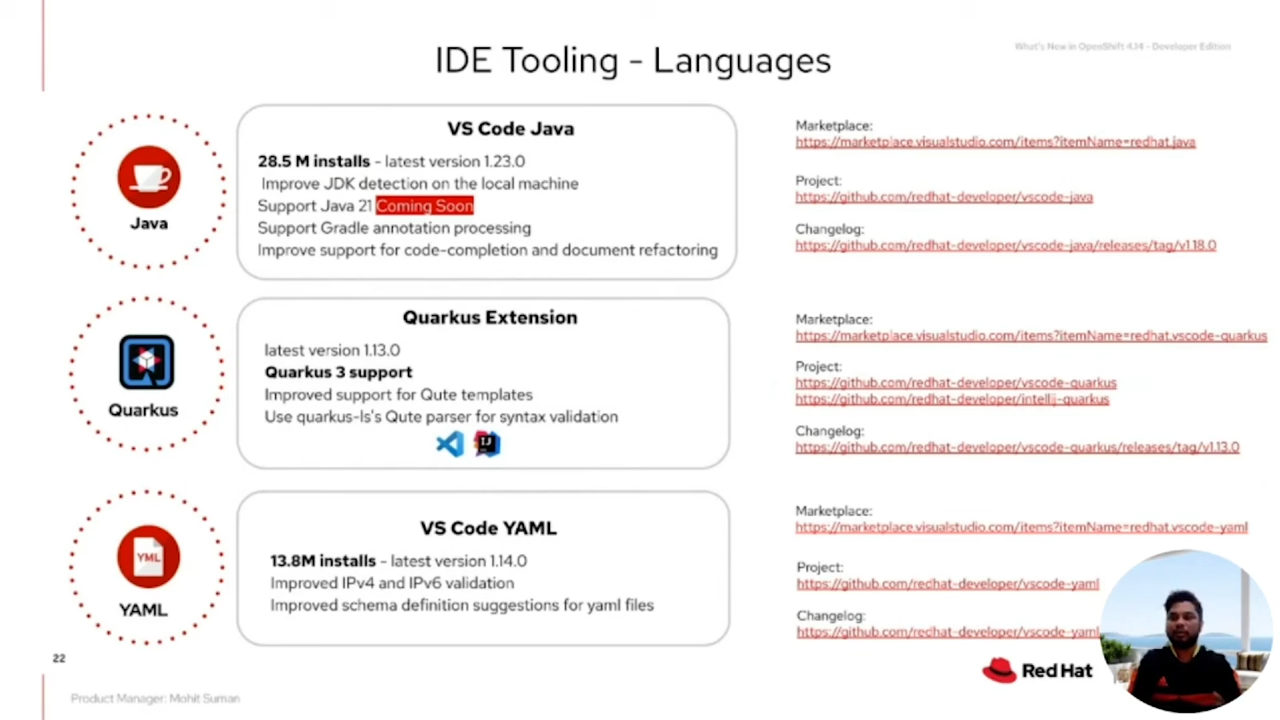 What's New in OpenShift 4.14 - Developer Edition
IDE Tooling - Languages
Java
VS Code Java
28.5 M installs - latest version 1.23.0
Improve JDK detection on the local machine
Support Java 21 Coming Soon
Support Gradle annotation processing
Improve support for code-completion and document refactoring
Marketplace:
https://marketplace.visualstudio.com/items?itemName=redhat.java
Project:
https://github.com/redhat-developer/vscode-java
Changelog:
https://github.com/redhat-developer/vscode-java/releases/tag/v1.18.0
Quarkus
Quarkus Extension
latest version 1.13.0
Quarkus 3 support
Improved support for Qute templates
Use quarkus-ls's Qute parser for syntax validation
IJ
Marketplace:
https://marketplace.visualstudio.com/items?itemName=redhat.vscode-quarkus
Project:
https://github.com/redhat-developer/vscode-quarkus
https://github.com/redhat-developer/intellij-quarkus
Changelog:
https://github.com/redhat-developer/vscode-quarkus/releases/tag/v1.13.0
YML
YAML
VS Code YAML
13.8M installs - latest version 1.14.0
Improved IPv4 and IPv6 validation
Improved schema definition suggestions for yaml files
Marketplace:
https://marketplace.visualstudio.com/items?itemName=redhat.vscode-yaml
Project:
https://github.com/redhat-developer/vscode-yaml
Changelog:
https://github.com/redhat-developer/vscode-yaml
22
Red Hat
Product Manager: Mohit Suman